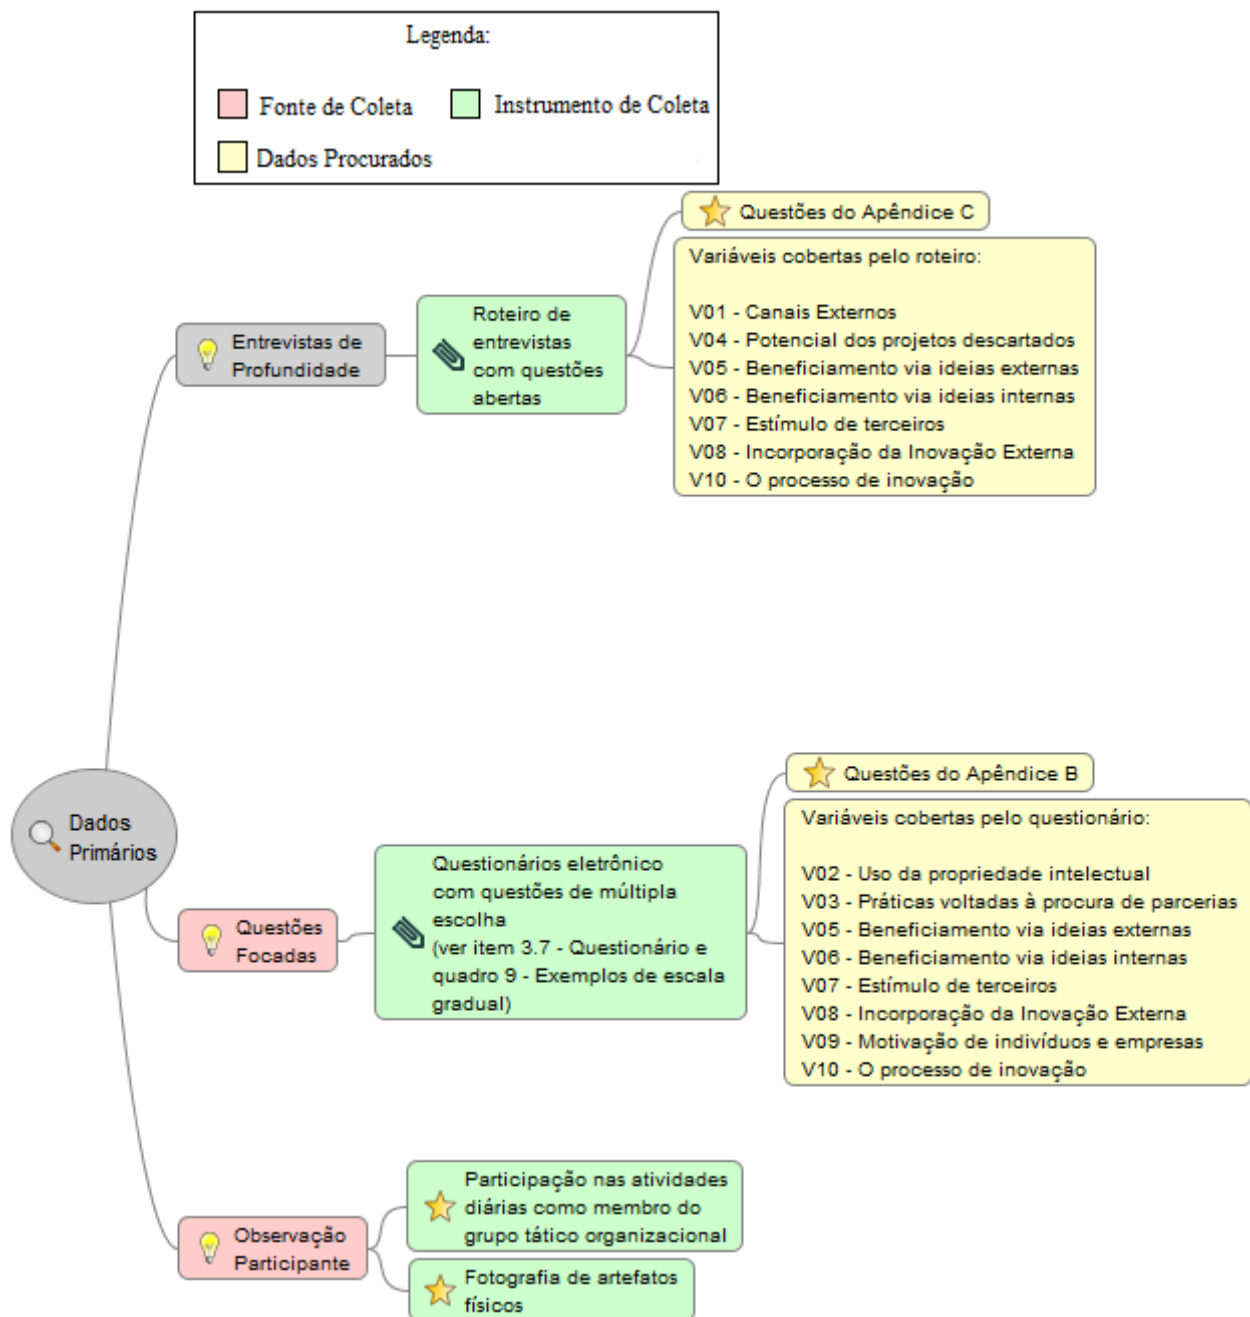 Legenda:
Fonte de Coleta
Instrumento de Coleta
Dados Procurados
Questões do Apêndice C
Variáveis cobertas pelo roteiro:
V01 - Canais Externos
V04 - Potencial dos projetos descartados
V05 - Beneficiamento via ideias externas
V06 - Beneficiamento via ideias internas
V07 - Estímulo de terceiros
V08 - Incorporação da Inovação Externa
V10 - O processo de inovação
Roteiro de
entrevistas
com questões
abertas
Entrevistas de
Profundidade
Dados
Primários
Questões do Apêndice B
Variáveis cobertas pelo questionário:
V02 - Uso da propriedade intelectual
V03 - Práticas voltadas à procura de parcerias
V05 - Beneficiamento via ideias externas
V06 - Beneficiamento via ideias internas
V07 - Estímulo de terceiros
V08 - Incorporação da Inovação Externa
V09 - Motivação de indivíduos e empresas
V10 - O processo de inovação
Questionários eletrônico
com questões de múltipla
escolha
(ver item 3.7 - Questionário e
quadro 9 - Exemplos de escala
gradual)
Questões
Focadas
Participação nas atividades
diárias como membro do
grupo tático organizacional
Observação
Participante
Fotografia de artefatos
físicos